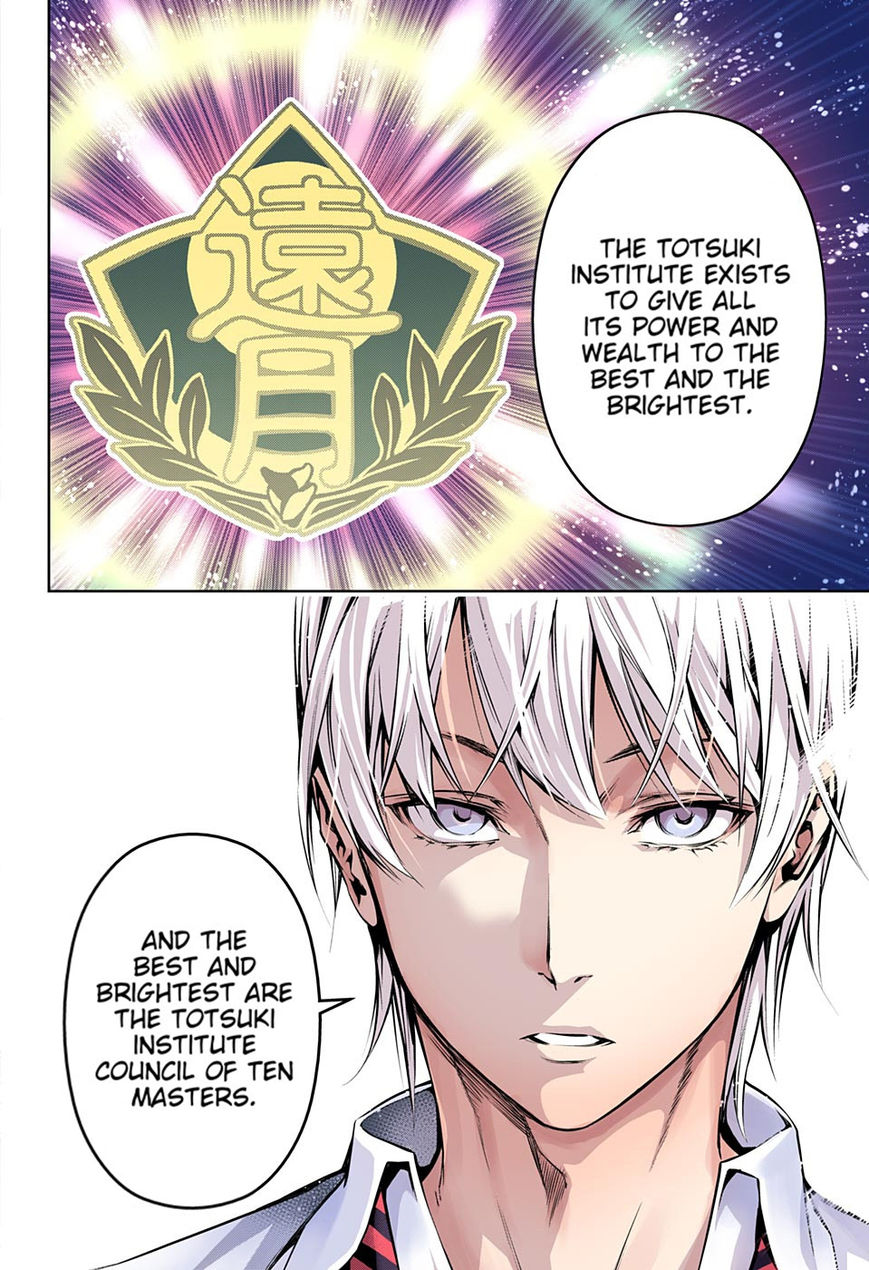 THE TOTSUKI
INSTITUTE EXISTS
TO GIVE ALL
ITS POWER AND
WEALTH TO THE
BEST AND THE
BRIGHTEST.
遠
月
AND THE
BEST AND
BRIGHTEST ARE
THE TOTSUKI
INSTITUTE
COUNCIL OF TEN
MASTERS.